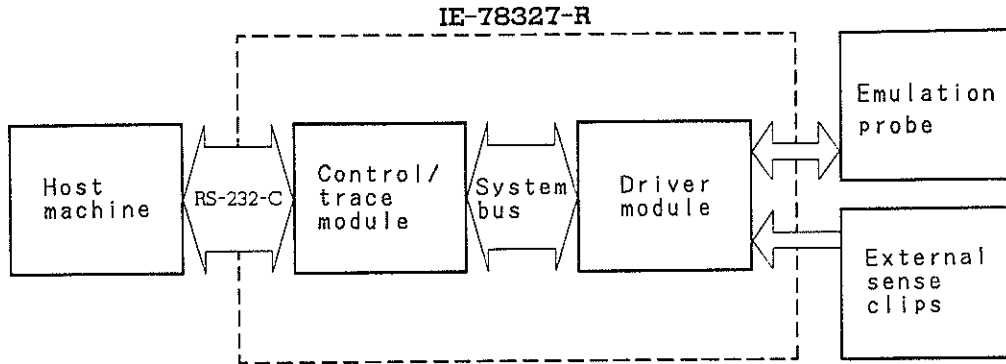 IE-78327-R
Host
machine
RS-232-C
Control/
trace
module
System
bus
Driver
module
Emulation
probe
External
sense
clips